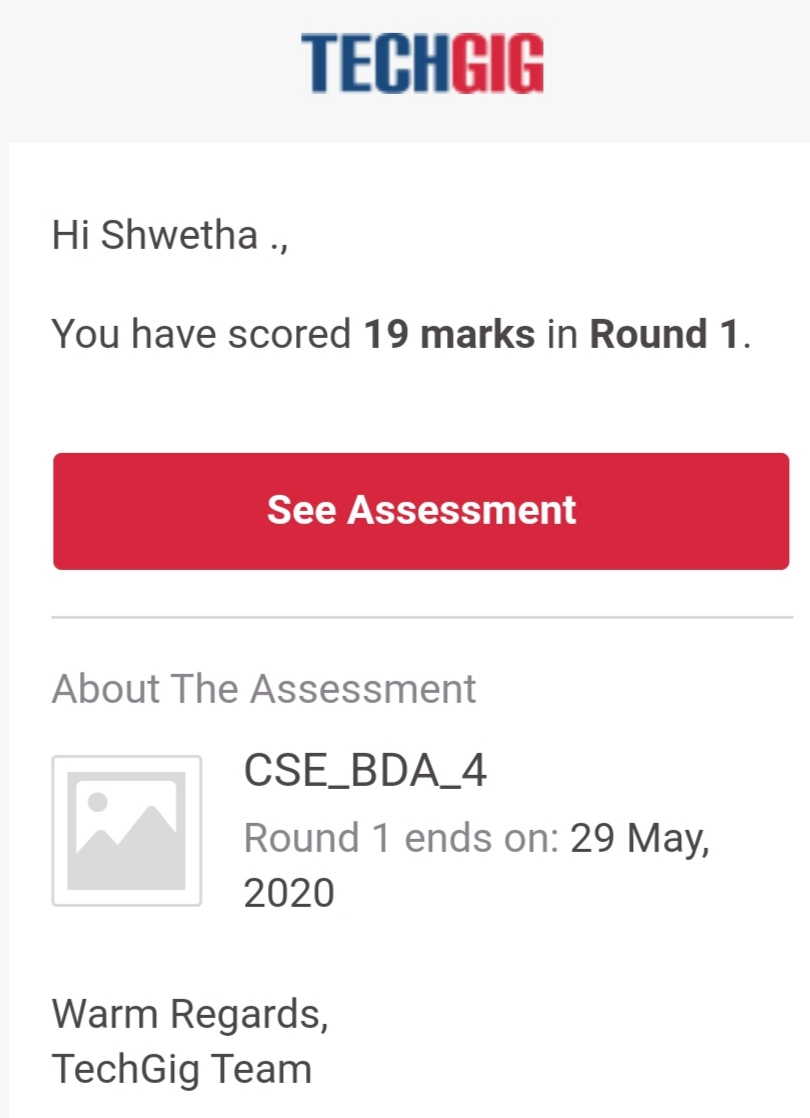 TECHGIG
Hi Shwetha .,
You have scored 19 marks in Round 1.
See Assessment
About The Assessment
CSE_BDA_4
Round 1 ends on: 29 May,
2020
Warm Regards,
TechGig Team